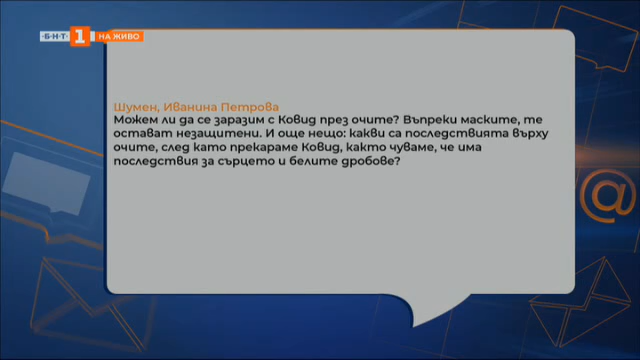 БНТ 1 НА ЖИВО
Шумен, Иванина Петрова
Можем ли да се заразим с Ковид през очите? Въпреки маските, те
остават незащитени. И още нещо: какви са последствията върху
очите, след като прекараме Ковид, както чуваме, че има
последствия за сърцето и белите дробове?
@